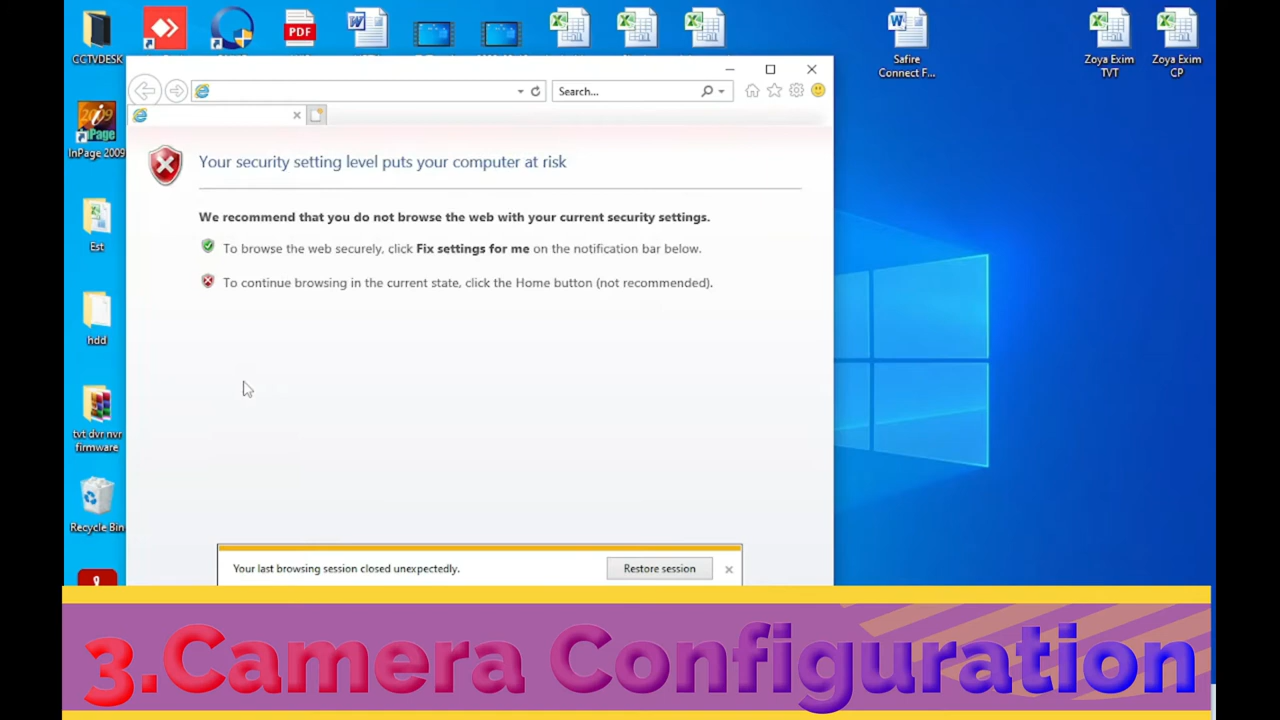 PDF
Safire
Connect F...
Zoya Exim
TVT
Zoya Exim
CP
CCTVDESK
Search...
2009
InPage
InPage 2009
Your security setting level puts your computer at risk
We recommend that you do not browse the web with your current security settings.
To browse the web securely, click Fix settings for me on the notification bar below.
To continue browsing in the current state, click the Home button (not recommended).
Est
hdd
tvt dvr nvr
firmware
Recycle Bin
Your last browsing session closed unexpectedly.
Restore session
3.Camera Configuration